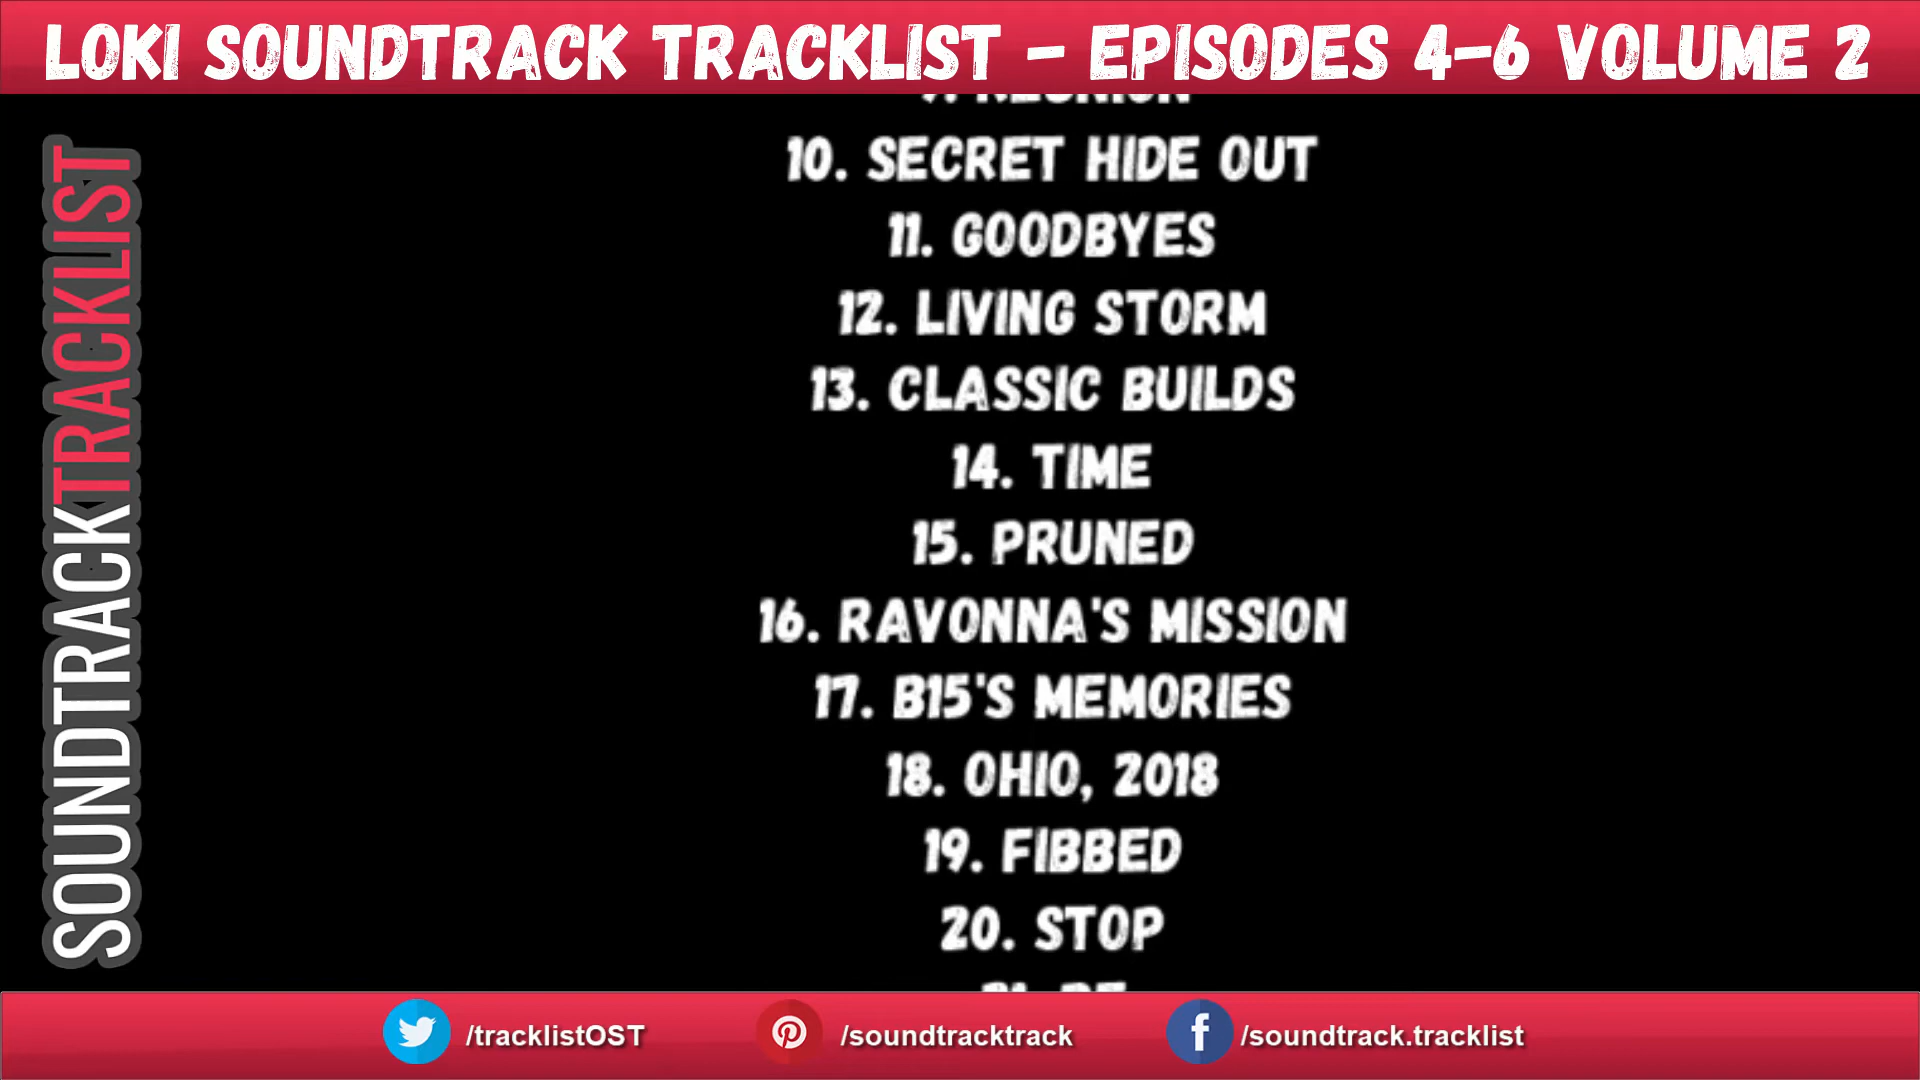 LOKI SOUNDTRACK TRACKLIST - EPISODES 4-6 VOLUME 2
9. REUNION
10. SECRET HIDE OUT
11. GOODBYES
12. LIVING STORM
13. CLASSIC BUILDS
14. TIME
15. PRUNED
16. RAVONNA'S MISSION
17. B15'S MEMORIES
18. OHIO, 2018
19. FIBBED
20. STOP
SOUNDTRACKTRACKLIST
/tracklistOST
/soundtracktrack
/soundtrack.tracklist